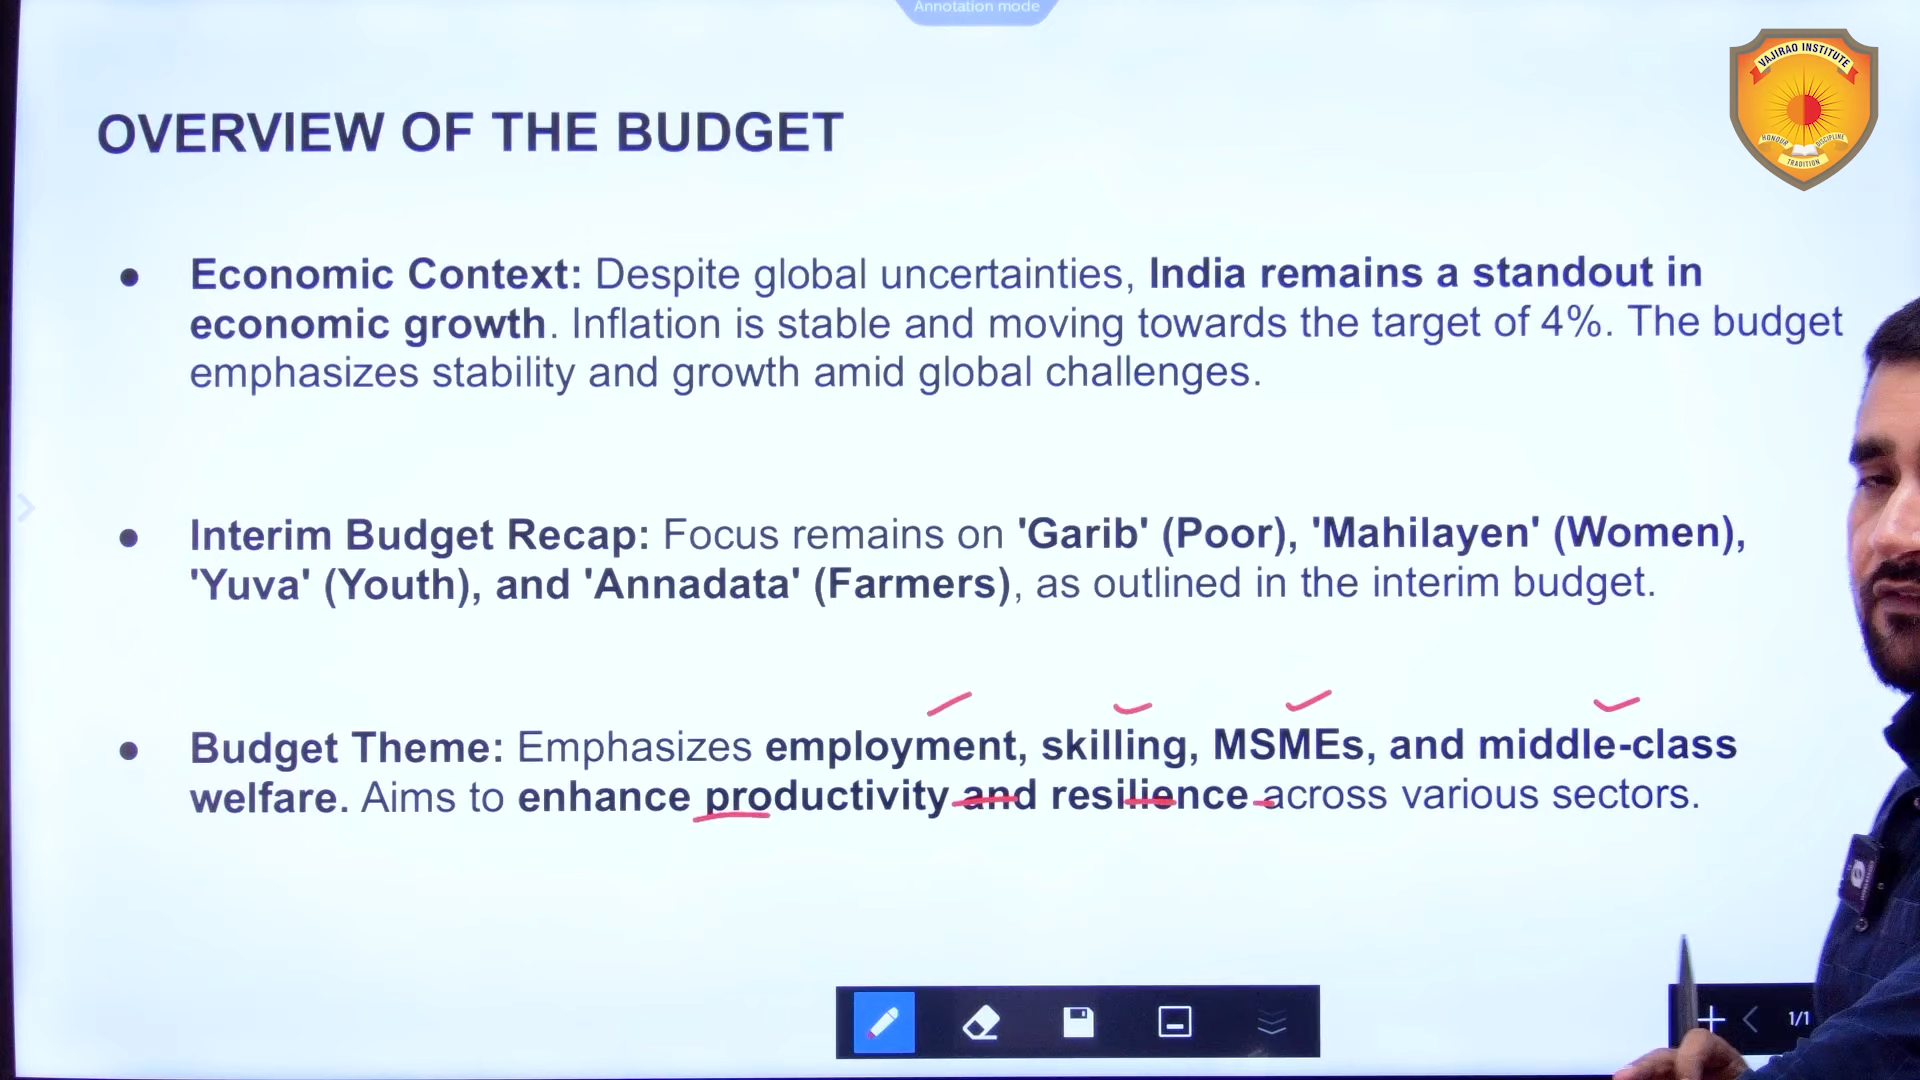 Annotation mode
VAJIRAO INSTITUTE
HONOUR
DISCIPLINE
TRADITION
OVERVIEW OF THE BUDGET
● Economic Context: Despite global uncertainties, India remains a standout in
economic growth. Inflation is stable and moving towards the target of 4%. The budget
emphasizes stability and growth amid global challenges.
● Interim Budget Recap: Focus remains on 'Garib' (Poor), 'Mahilayen' (Women),
'Yuva' (Youth), and 'Annadata' (Farmers), as outlined in the interim budget.
● Budget Theme: Emphasizes employment, skilling, MSMEs, and middle-class
welfare. Aims to enhance productivity and resilience across various sectors.
1/1